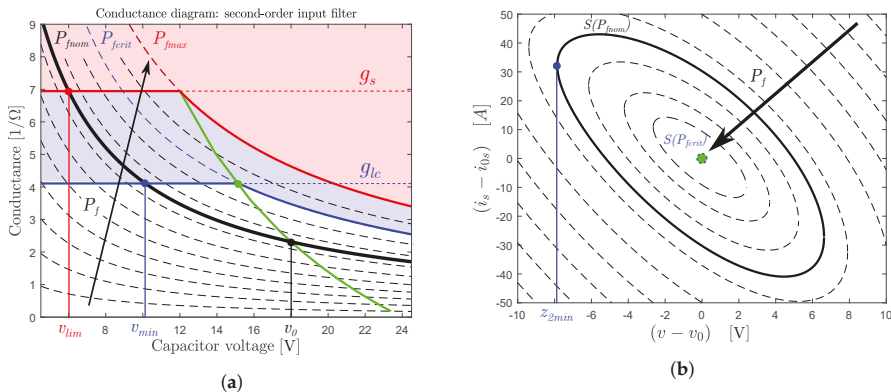 Conductance diagram: second-order input filter
P_fnom P_fcrit P_fmax
g_s
g_lc
P_f
Conductance [1/Ω]
9
8
7
6
5
4
3
2
1
0
v_lim v_min v_0
8 10 12 14 16 18 20 22 24
Capacitor voltage [V]
(a)
S(P_fnom)
P_f
S(P_fcrit)
z_2min
(i_s − i_0s) [A]
50
40
30
20
10
0
-10
-20
-30
-40
-50
-10 -8 -6 -4 -2 0 2 4 6 8 10
(v − v_0) [V]
(b)